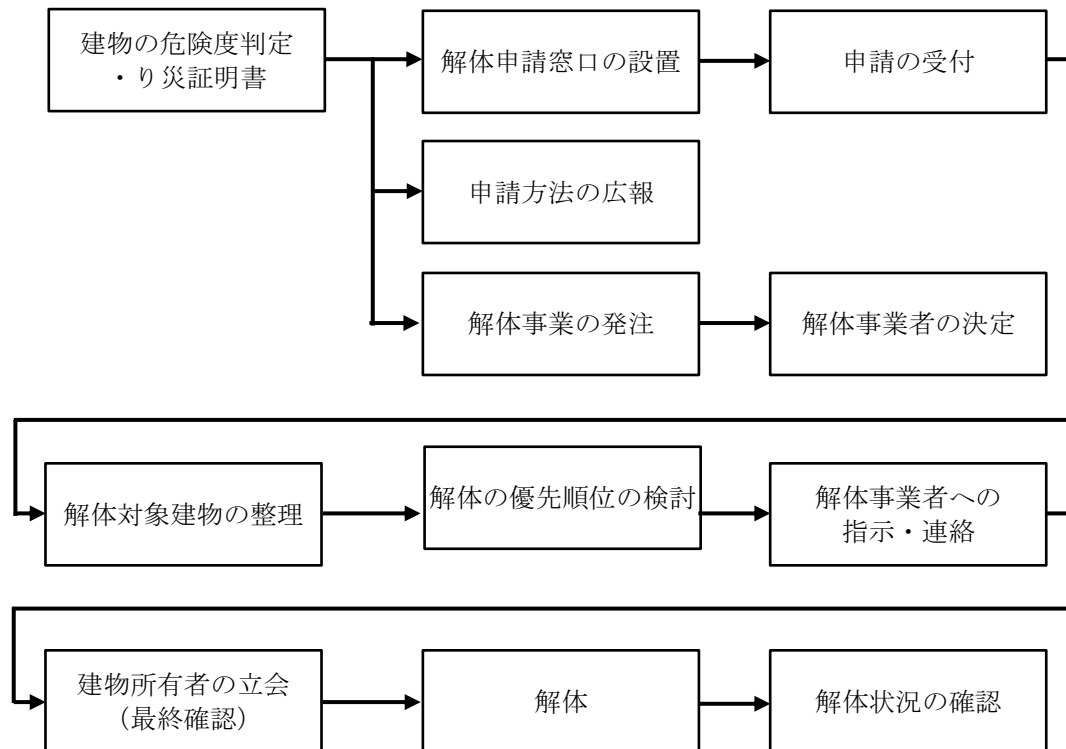 建物の危険度判定
・り災証明書
解体申請窓口の設置
申請の受付
申請方法の広報
解体事業の発注
解体事業者の決定
解体対象建物の整理
解体の優先順位の検討
解体事業者への
指示・連絡
建物所有者の立会
（最終確認）
解体
解体状況の確認